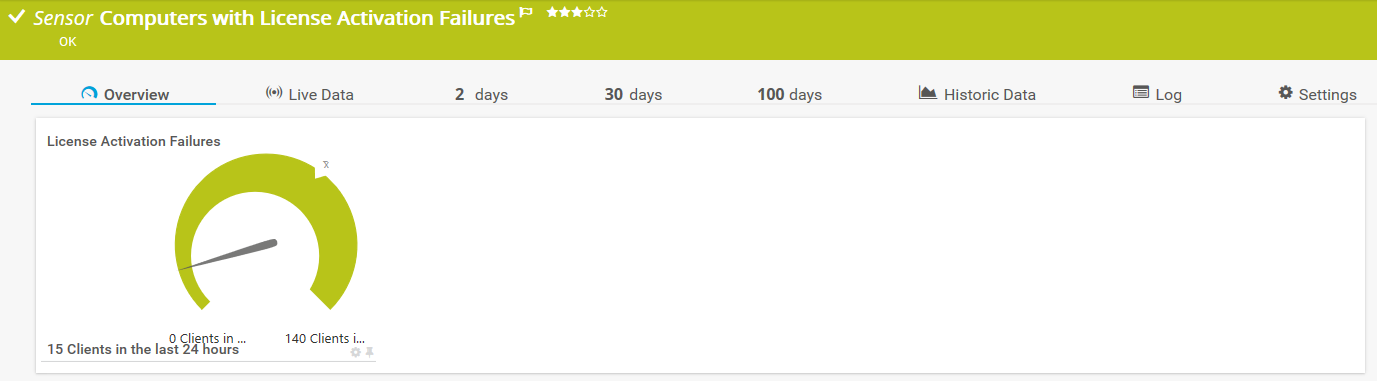 Sensor Computers with License Activation Failures
OK
Overview
Live Data
2 days
30 days
100 days
Historic Data
Log
Settings
License Activation Failures
x̄
0 Clients in ...
140 Clients i...
15 Clients in the last 24 hours